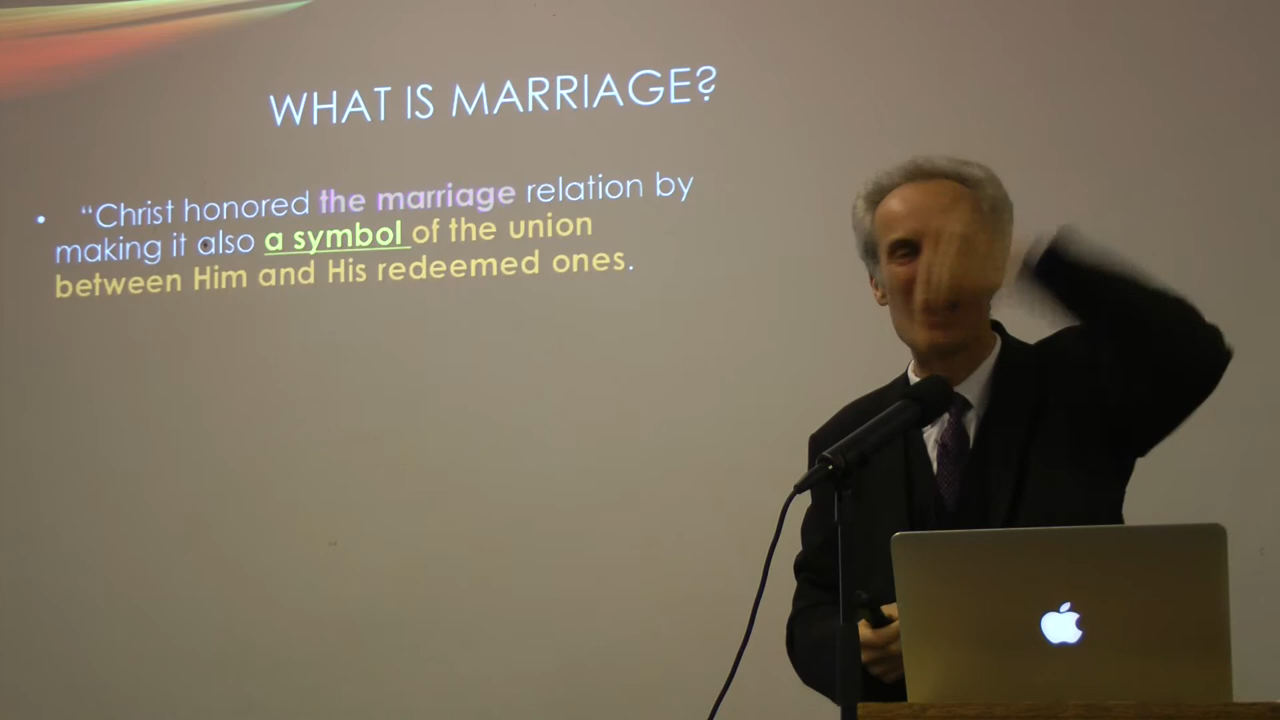 WHAT IS MARRIAGE?
• “Christ honored the marriage relation by
making it also a symbol of the union
between Him and His redeemed ones.